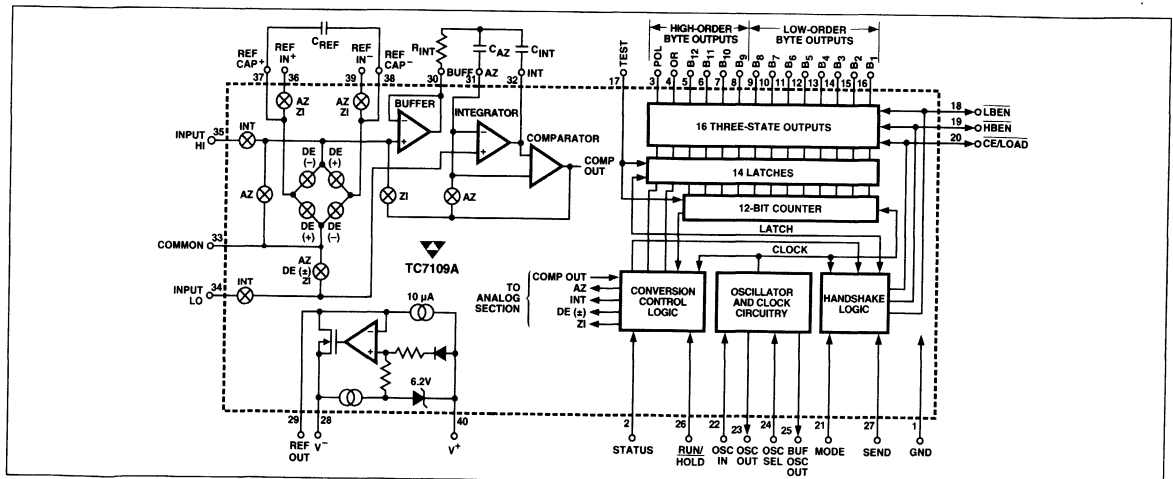 HIGH-ORDER BYTE OUTPUTS
LOW-ORDER BYTE OUTPUTS
TEST
POL
OR
B12
B11
B10
B9
B8
B7
B6
B5
B4
B3
B2
B1
17
3 4 5 6 7 8 9 10 11 12 13 14 15 16
CREF
REF CAP+
REF IN+
REF IN−
REF CAP−
37
36
39
38
RINT
CAZ
CINT
BUFF
AZ
INT
30
31
32
AZ ZI
AZ ZI
BUFFER
INTEGRATOR
COMPARATOR
COMP OUT
INPUT HI
35
INT
DE (−)
DE (+)
AZ
DE (+)
DE (−)
ZI
AZ
COMMON
33
AZ
DE (±)
ZI
INPUT LO
34
INT
TC7109A
10 µA
6.2V
29
28
40
REF OUT
V−
V+
16 THREE-STATE OUTPUTS
18
LBEN
19
HBEN
20
CE/LOAD
14 LATCHES
12-BIT COUNTER
LATCH
CLOCK
TO ANALOG SECTION
COMP OUT
AZ
INT
DE (±)
ZI
CONVERSION CONTROL LOGIC
OSCILLATOR AND CLOCK CIRCUITRY
HANDSHAKE LOGIC
2
26
22
23
24
25
21
27
1
STATUS
RUN/HOLD
OSC IN
OSC OUT
OSC SEL
BUF OSC OUT
MODE
SEND
GND